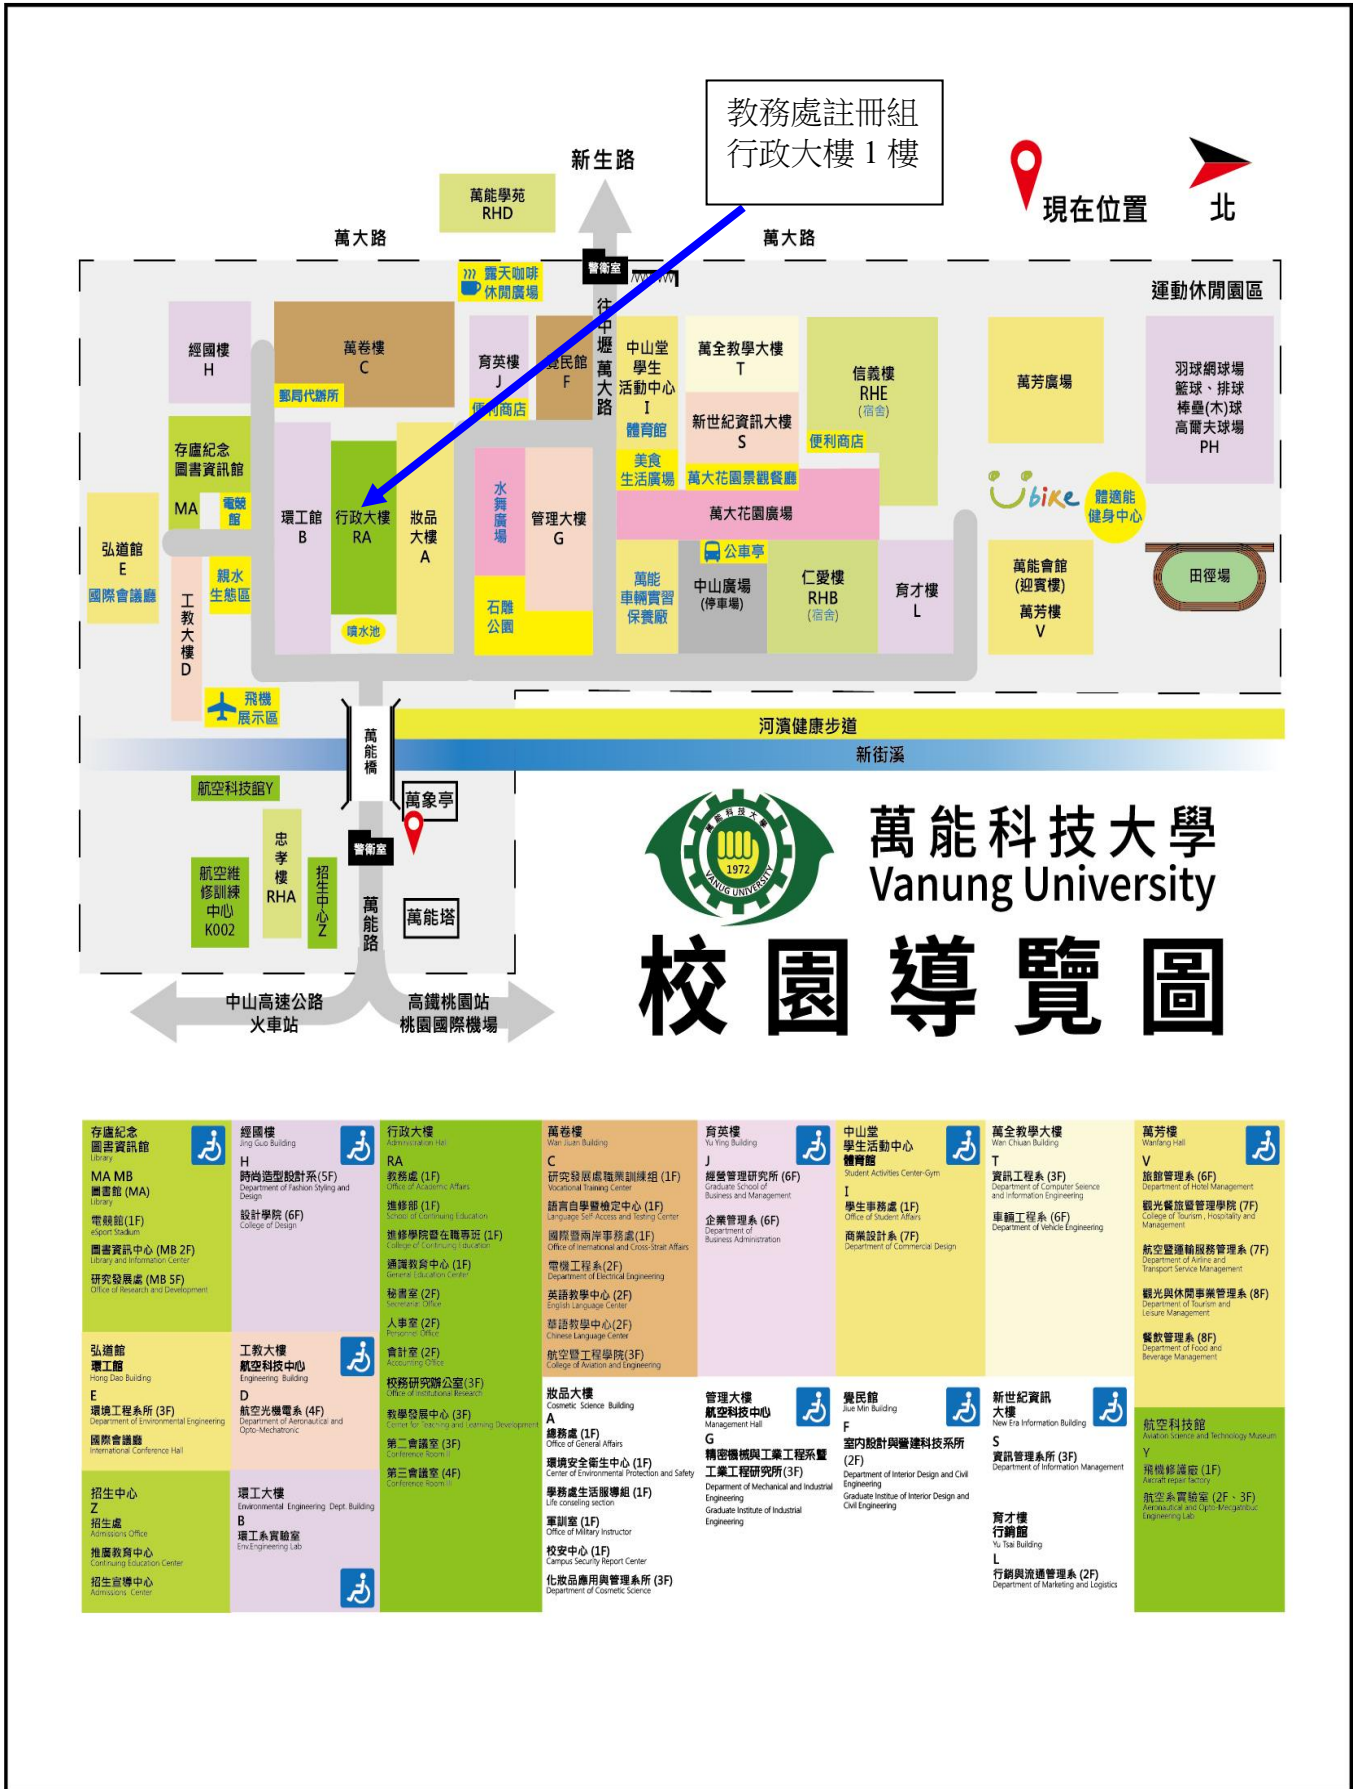 教務處註冊組
行政大樓 1 樓
新生路
萬能學苑
RHD
現在位置
北
萬大路
萬大路
警衛室
露天咖啡
休閒廣場
運動休閒園區
往中壢 萬大路
經國樓
H
萬卷樓
C
郵局代辦所
育英樓
J
便利商店
覺民館
F
中山堂
學生
活動中心
I
體育館
美食
生活廣場
萬全教學大樓
T
新世紀資訊大樓
S
萬大花園景觀餐廳
信義樓
RHE
(宿舍)
便利商店
萬芳廣場
羽球網球場
籃球、排球
棒壘(木)球
高爾夫球場
PH
存廬紀念
圖書資訊館
MA
電競
館
環工館
B
行政大樓
RA
妝品
大樓
A
水舞廣場
管理大樓
G
萬大花園廣場
Ubike
體適能
健身中心
弘道館
E
國際會議廳
親水
生態區
工教大樓D
噴水池
石雕
公園
萬能
車輛實習
保養廠
公車亭
中山廣場
(停車場)
仁愛樓
RHB
(宿舍)
育才樓
L
萬能會館
(迎賓樓)
萬芳樓
V
田徑場
飛機
展示區
萬能橋
河濱健康步道
新街溪
航空科技館Y
萬象亭
警衛室
忠孝樓
RHA
航空維
修訓練
中心
K002
招生中心Z
萬能路
萬能塔
中山高速公路
火車站
高鐵桃園站
桃園國際機場
萬能科技大學
1972
VANUNG UNIVERSITY
萬能科技大學
Vanung University
校園導覽圖
存廬紀念
圖書資訊館
Library
MA MB
圖書館 (MA)
Library
電競館(1F)
eSport Stadium
圖書資訊中心 (MB 2F)
Library and Information Center
研究發展處 (MB 5F)
Office of Research and Development
經國樓
Jing Guo Building
H
時尚造型設計系(5F)
Department of Fashion Styling and
Design
設計學院 (6F)
College of Design
行政大樓
Administration Hall
RA
教務處 (1F)
Office of Academic Affairs
進修部 (1F)
School of Continuing Education
進修學院暨在職專班 (1F)
College of Continuing Education
通識教育中心 (1F)
General Education Center
秘書室 (2F)
Secretariat Office
人事室 (2F)
Personnel Office
會計室 (2F)
Accounting Office
校務研究辦公室(3F)
Office of Institutional Research
教學發展中心 (3F)
Center for Teaching and Learning Development
第二會議室 (3F)
Conference Room II
第三會議室 (4F)
Conference Room III
萬卷樓
Wan Juan Building
C
研究發展處職業訓練組 (1F)
Vocational Training Center
語言自學暨檢定中心 (1F)
Language Self-Access and Testing Center
國際暨兩岸事務處(1F)
Office of International and Cross-Strait Affairs
電機工程系(2F)
Department of Electrical Engineering
英語教學中心 (2F)
English Language Center
華語教學中心(2F)
Chinese Language Center
航空暨工程學院(3F)
College of Aviation and Engineering
育英樓
Yu Ying Building
J
經營管理研究所 (6F)
Graduate School of
Business and Management
企業管理系 (6F)
Department of
Business Administration
中山堂
學生活動中心
體育館
Student Activities Center-Gym
I
學生事務處 (1F)
Office of Student Affairs
商業設計系 (7F)
Department of Commercial Design
萬全教學大樓
Wan Chiuan Building
T
資訊工程系 (3F)
Department of Computer Seience
and Information Engineering
車輛工程系 (6F)
Department of Vehicle Engineering
萬芳樓
Wanfang Hall
V
旅館管理系 (6F)
Department of Hotel Management
觀光餐旅暨管理學院 (7F)
College of Tourism , Hospitality and
Management
航空暨運輸服務管理系 (7F)
Department of Airline and
Transport Service Management
觀光與休閒事業管理系 (8F)
Department of Tourism and
Leisure Management
餐飲管理系 (8F)
Department of Food and
Beverage Management
弘道館
環工館
Hong Dao Building
E
環境工程系所 (3F)
Department of Environmental Engineering
國際會議廳
International Conference Hall
工教大樓
航空科技中心
Engineering Building
D
航空光機電系 (4F)
Department of Aeronautical and
Opto-Mechatronic
妝品大樓
Cosmetic Science Building
A
總務處 (1F)
Office of General Affairs
環境安全衛生中心 (1F)
Center of Environmental Protection and Safety
學務處生活服導組 (1F)
Life conseling section
軍訓室 (1F)
Office of Military Instructor
校安中心 (1F)
Campus Security Report Center
化妝品應用與管理系所 (3F)
Department of Cosmetic Science
管理大樓
航空科技中心
Management Hall
G
精密機械與工業工程系暨
工業工程研究所(3F)
Department of Mechanical and Industrial
Engineering
Graduate Institute of Industrial
Engineering
覺民館
Jiue Min Building
F
室內設計與營建科技系所
(2F)
Department of Interior Design and Civil
Engineering
Graduate Institue of Interior Design and
Civil Engineering
新世紀資訊
大樓
New Era Information Building
S
資訊管理系所 (3F)
Department of Information Management
育才樓
行銷館
Yu Tsai Building
L
行銷與流通管理系 (2F)
Department of Marketing and Logistics
航空科技館
Aviation Science and Technology Museum
Y
飛機修護廠 (1F)
Aircraft repair factory
航空系實驗室 (2F、3F)
Aeronautical and Opto-Mecgatribuc
Engineering Lab
招生中心
Z
招生處
Admissions Office
推廣教育中心
Continuing Education Center
招生宣導中心
Admissions Center
環工大樓
Environmental Engineering Dept. Building
B
環工系實驗室
Env.Engineering Lab